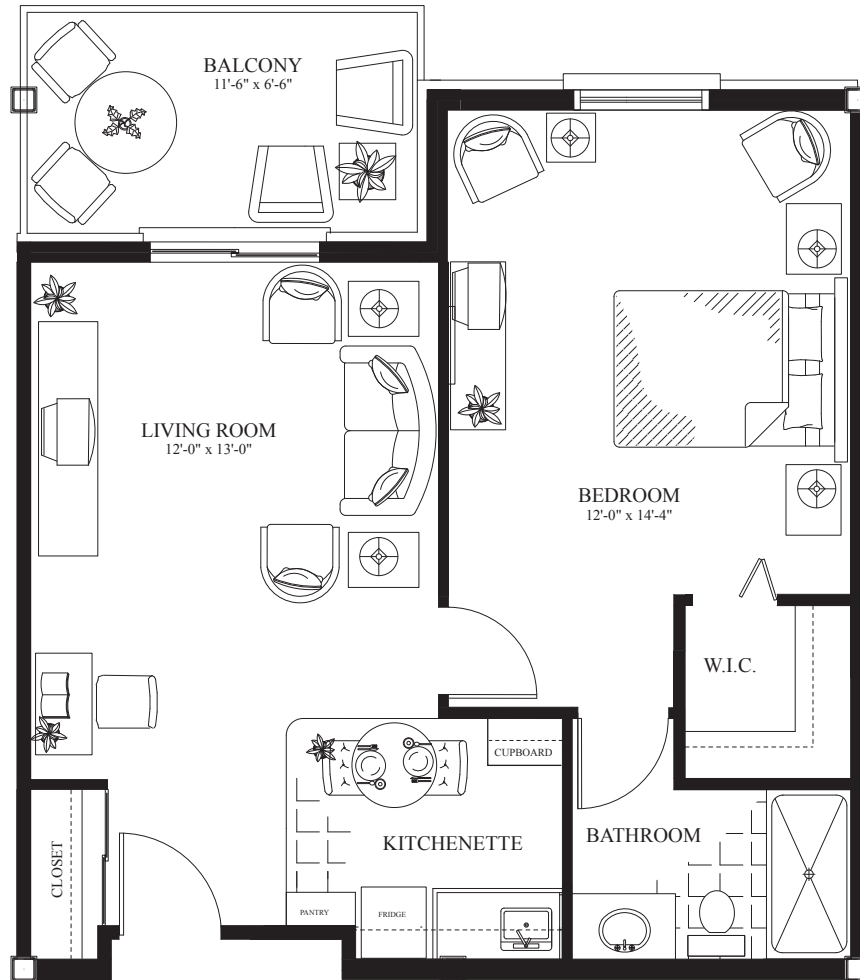 BALCONY
11'-6" x 6'-6"
LIVING ROOM
12'-0" x 13'-0"
BEDROOM
12'-0" x 14'-4"
W.I.C.
CUPBOARD
KITCHENETTE
BATHROOM
CLOSET
PANTRY
FRIDGE